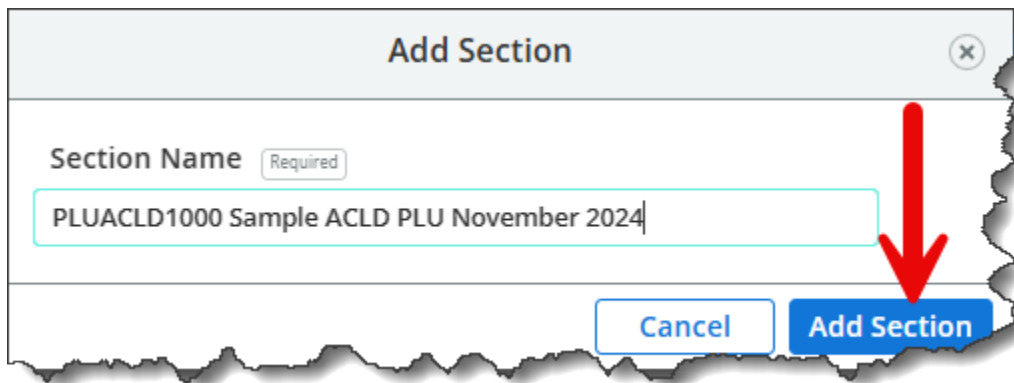 Add Section
Section Name Required
PLUACLD1000 Sample ACLD PLU November 2024
Cancel Add Section